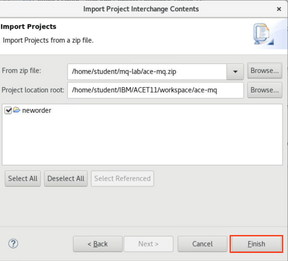 Import Project Interchange Contents
Import Projects
Import Projects from a zip file.
From zip file: /home/student/mq-lab/ace-mq.zip Browse...
Project location root: /home/student/IBM/ACET11/workspace/ace-mq Browse...
neworder
Select All Deselect All Select Referenced
< Back Next > Cancel Finish